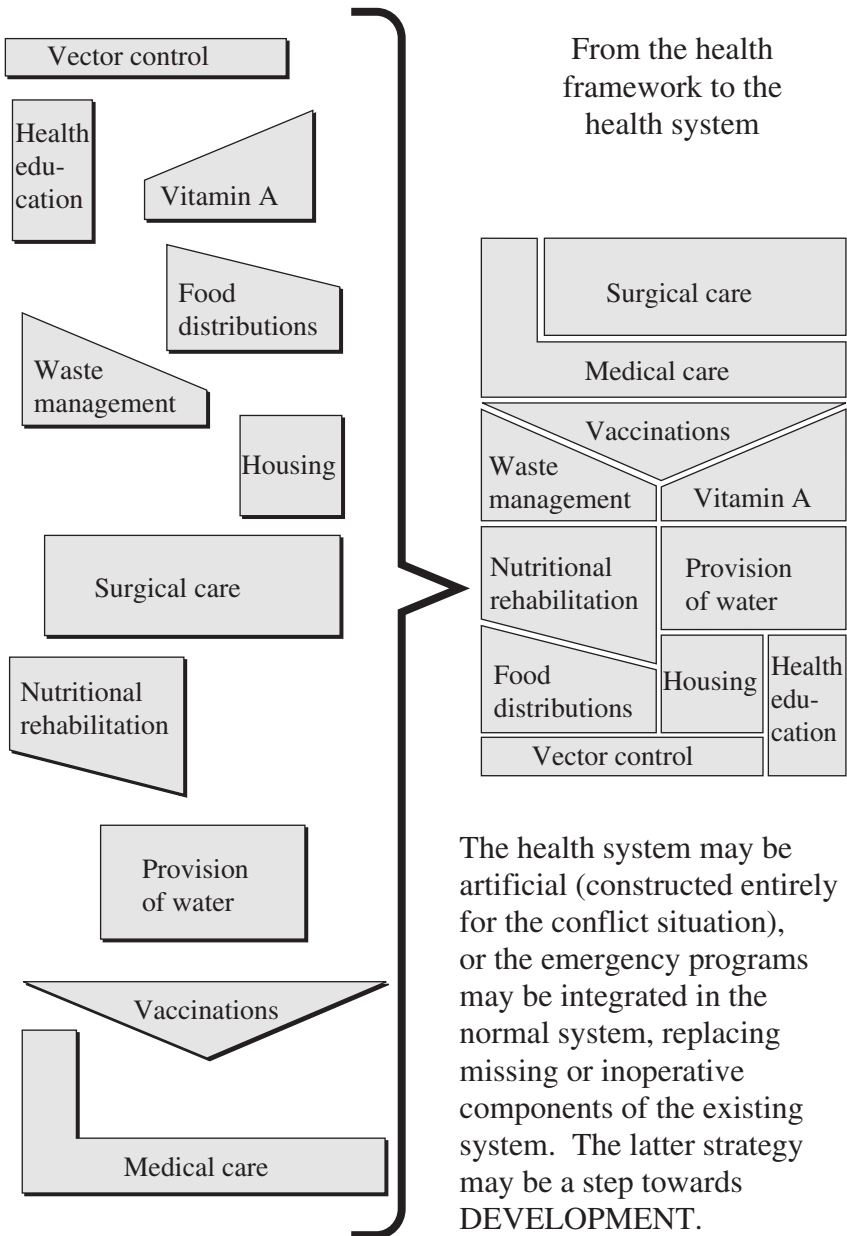 Vector control
Health
edu-
cation
Vitamin A
Food
distributions
Waste
management
Housing
Surgical care
Nutritional
rehabilitation
Provision
of water
Vaccinations
Medical care
From the health
framework to the
health system
Surgical care
Medical care
Vaccinations
Waste
management
Vitamin A
Nutritional
rehabilitation
Provision
of water
Food
distributions
Housing
Health
edu-
cation
Vector control
The health system may be
artificial (constructed entirely
for the conflict situation),
or the emergency programs
may be integrated in the
normal system, replacing
missing or inoperative
components of the existing
system. The latter strategy
may be a step towards
DEVELOPMENT.